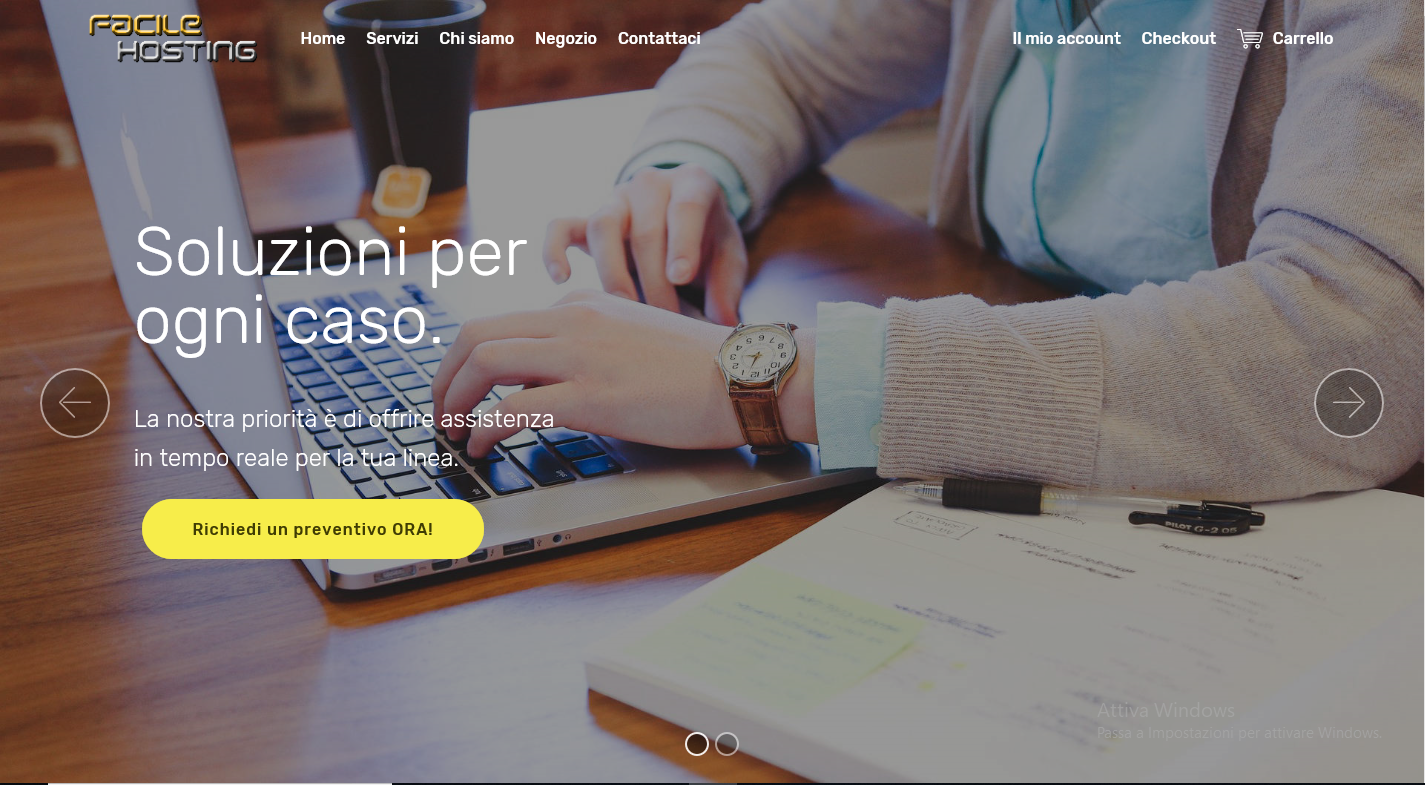 FACILE
HOSTING
Home Servizi Chi siamo Negozio Contattaci
Il mio account Checkout Carrello
Soluzioni per
ogni caso.
La nostra priorità è di offrire assistenza
in tempo reale per la tua linea.
Richiedi un preventivo ORA!
PILOT G-2 05
Attiva Windows
Passa a Impostazioni per attivare Windows.